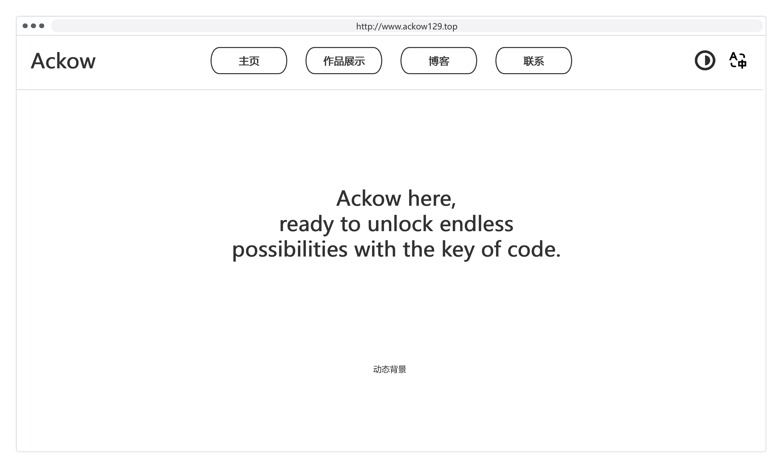 http://www.ackow129.top
Ackow
主页
作品展示
博客
联系
A
中
Ackow here,
ready to unlock endless
possibilities with the key of code.
动态背景